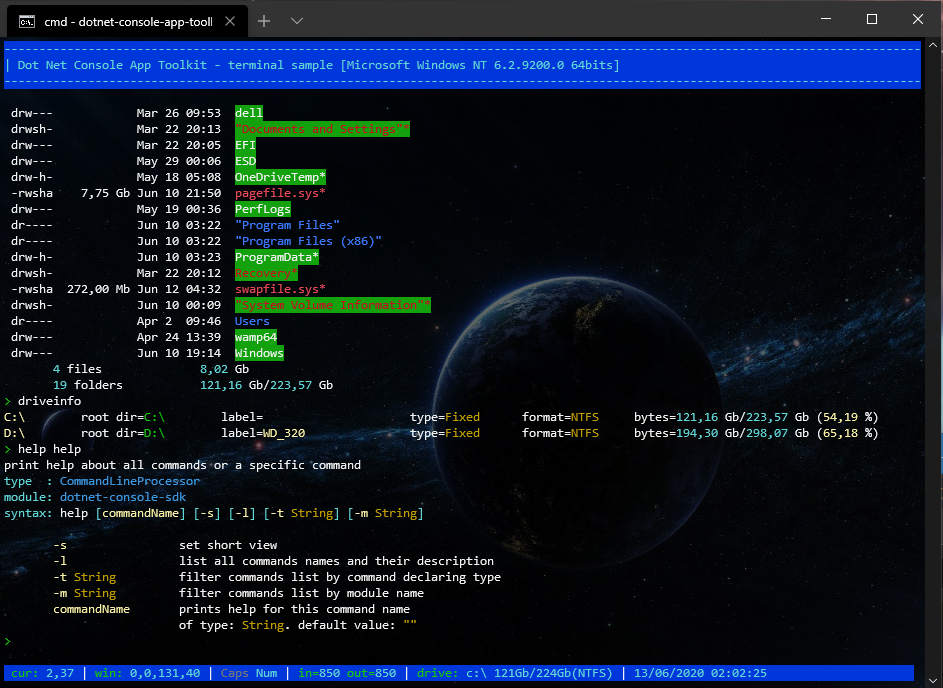 cmd - dotnet-console-app-tooll
| Dot Net Console App Toolkit - terminal sample [Microsoft Windows NT 6.2.9200.0 64bits]
drw--- Mar 26 09:53 dell
drwsh- Mar 22 20:13 "Documents and Settings"*
drw--- Mar 22 20:05 EFI
drw--- May 29 00:06 ESD
drw-h- May 18 05:08 OneDriveTemp*
-rwsha 7,75 Gb Jun 10 21:50 pagefile.sys*
drw--- May 19 00:36 PerfLogs
dr---- Jun 10 03:22 "Program Files"
dr---- Jun 10 03:22 "Program Files (x86)"
drw-h- Jun 10 03:23 ProgramData*
drwsh- Mar 22 20:12 Recovery*
-rwsha 272,00 Mb Jun 12 04:32 swapfile.sys*
drwsh- Jun 10 00:09 "System Volume Information"*
dr---- Apr 2 09:46 Users
drw--- Apr 24 13:39 wamp64
drw--- Jun 10 19:14 Windows
4 files 8,02 Gb
19 folders 121,16 Gb/223,57 Gb
> driveinfo
C:\ root dir=C:\ label= type=Fixed format=NTFS bytes=121,16 Gb/223,57 Gb (54,19 %)
D:\ root dir=D:\ label=WD_320 type=Fixed format=NTFS bytes=194,30 Gb/298,07 Gb (65,18 %)
> help help
print help about all commands or a specific command
type : CommandLineProcessor
module: dotnet-console-sdk
syntax: help [commandName] [-s] [-l] [-t String] [-m String]
-s set short view
-l list all commands names and their description
-t String filter commands list by command declaring type
-m String filter commands list by module name
commandName prints help for this command name
of type: String. default value: ""
>
cur: 2,37 | win: 0,0,131,40 | Caps Num | in=850 out=850 | drive: c:\ 121Gb/224Gb(NTFS) | 13/06/2020 02:02:25